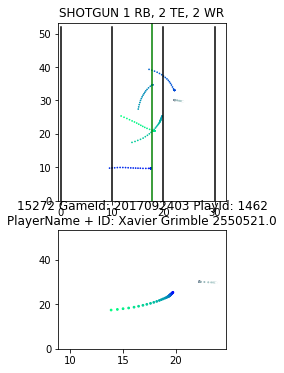 SHOTGUN 1 RB, 2 TE, 2 WR
50
40
30
20
10
0
0 10 20 30
15272 GameId: 2017092403 PlayId: 1462
PlayerName + ID: Xavier Grimble 2550521.0
40
20
0
10 15 20